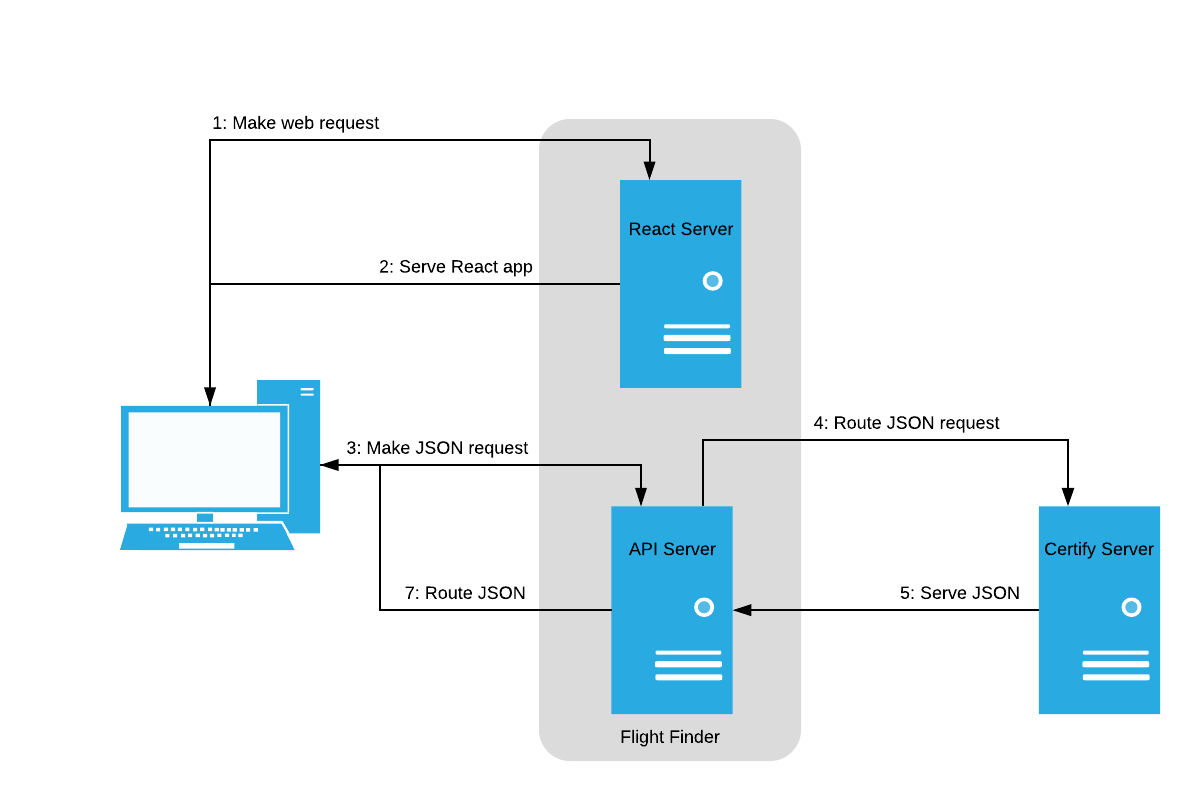 1: Make web request
React Server
2: Serve React app
4: Route JSON request
3: Make JSON request
API Server
Certify Server
7: Route JSON
5: Serve JSON
Flight Finder